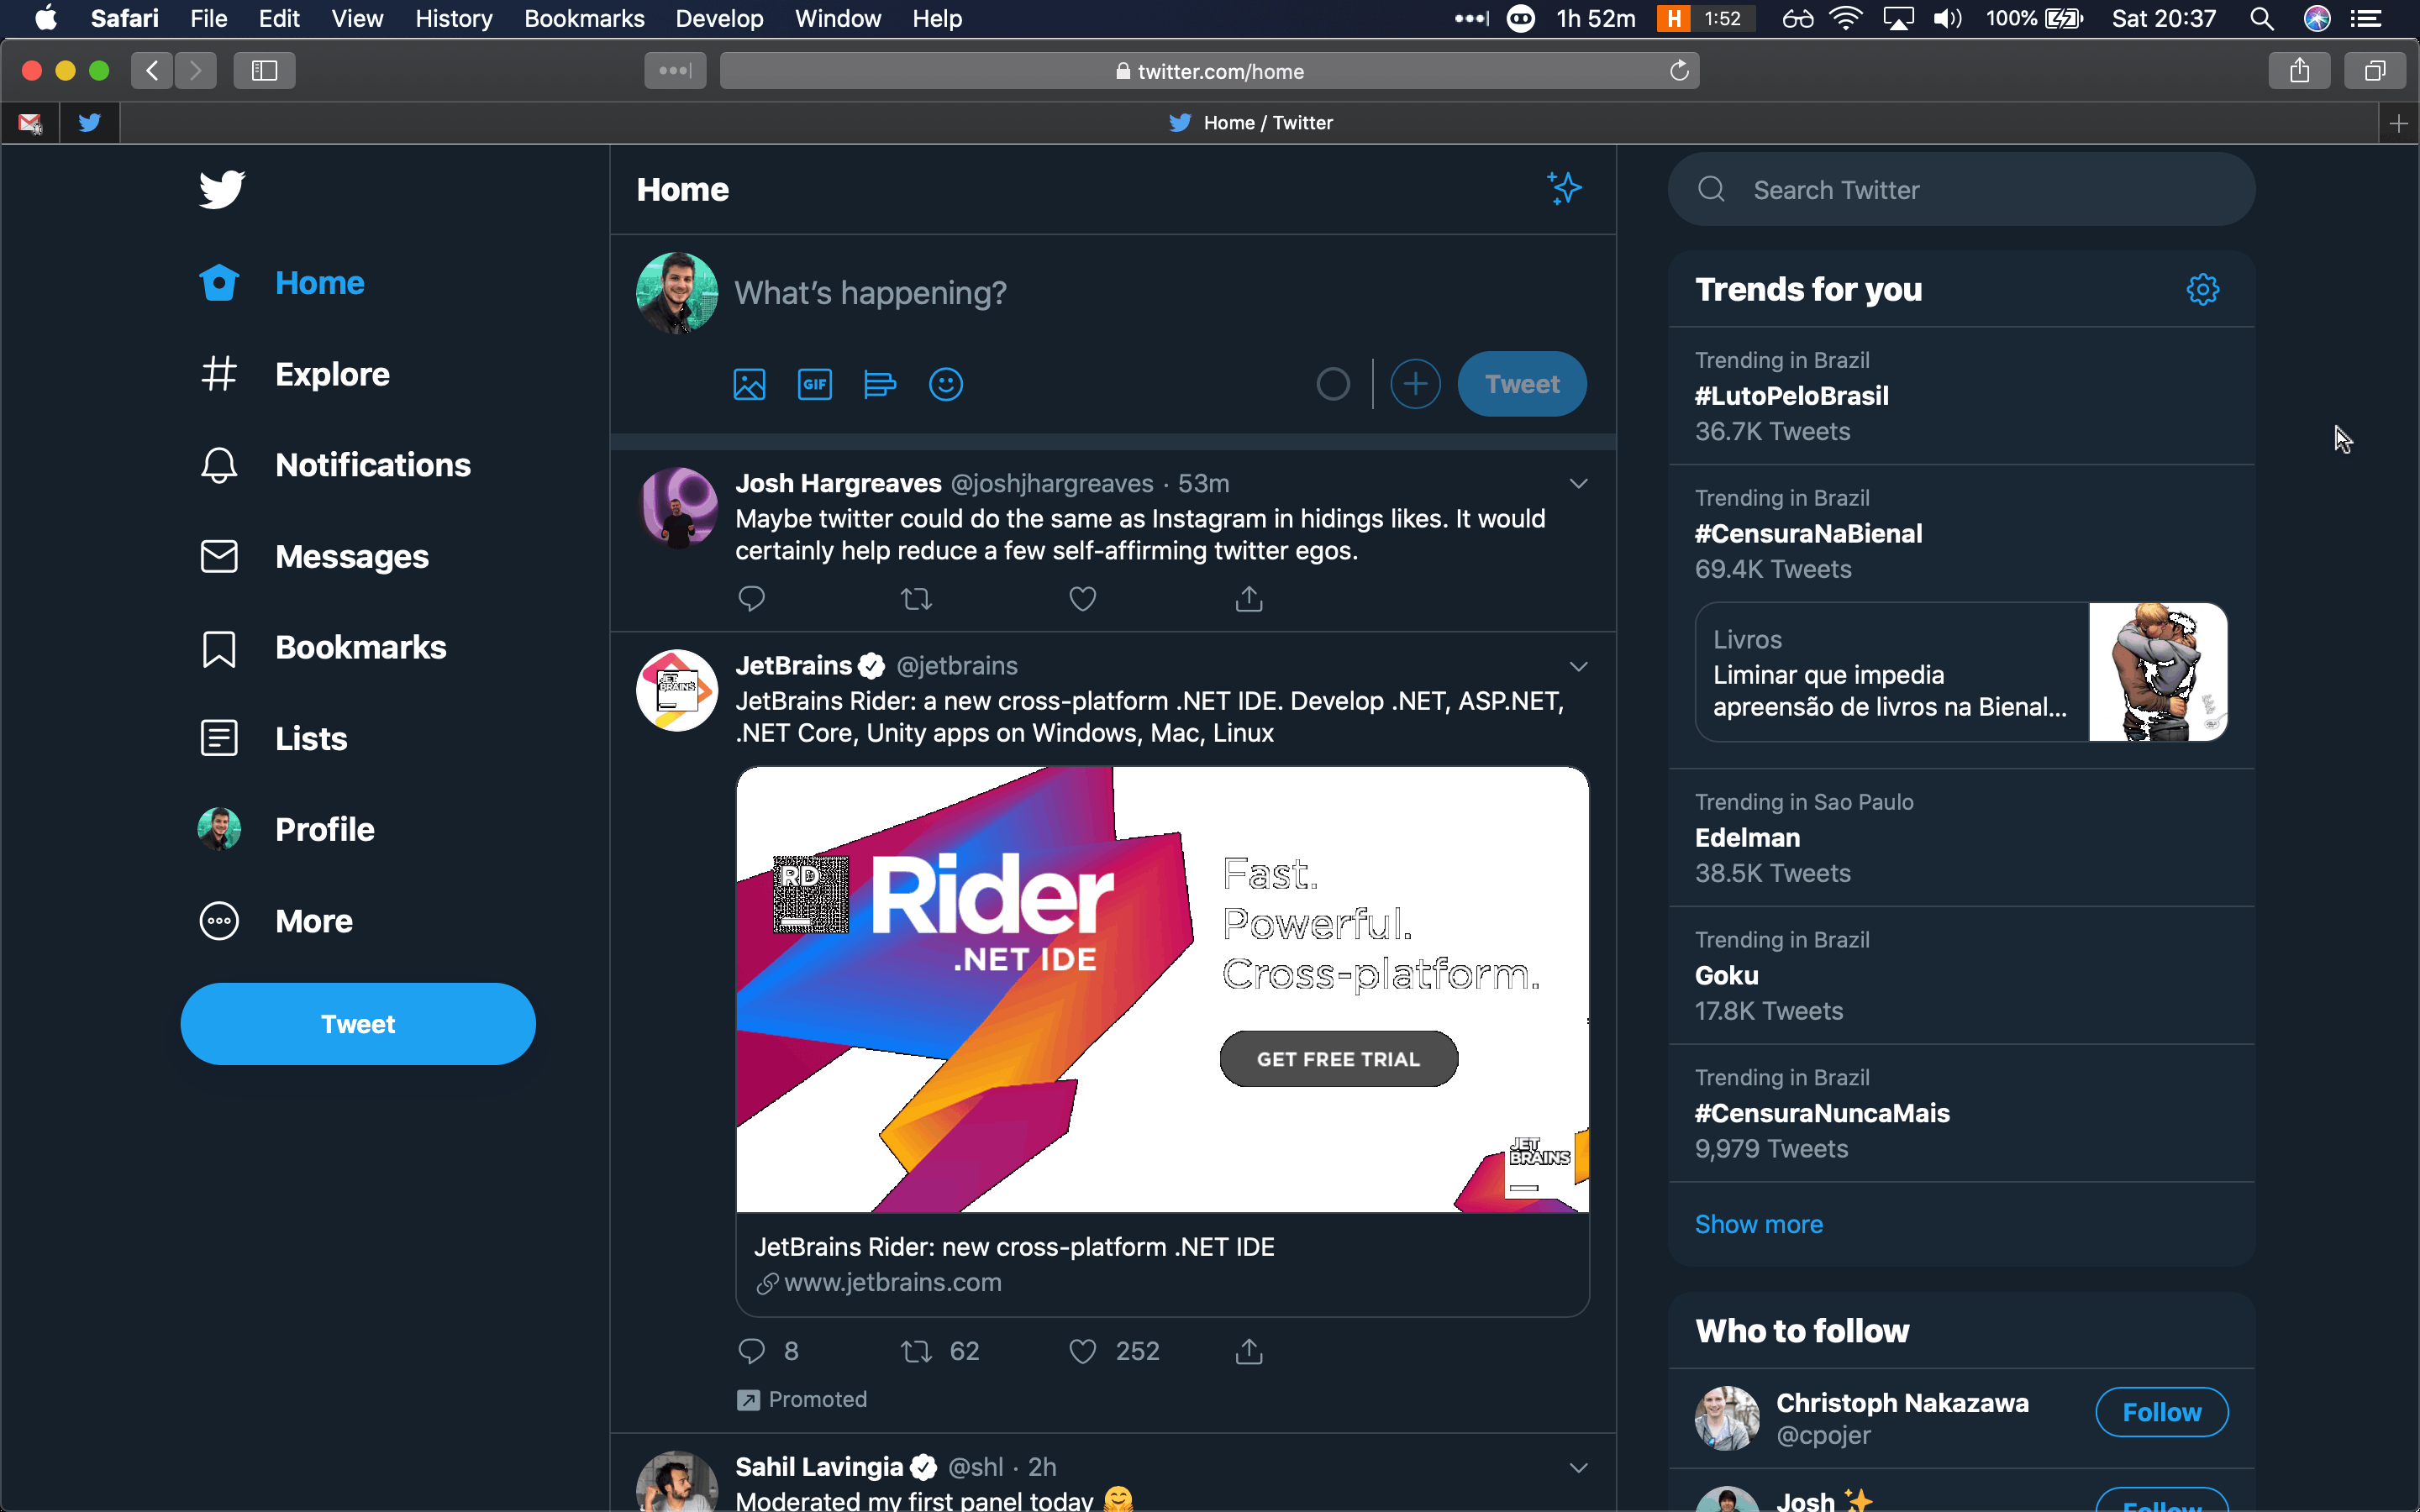 Safari File Edit View History Bookmarks Develop Window Help
1h 52m H 1:52 100% Sat 20:37
twitter.com/home
Home / Twitter
Home
Explore
Notifications
Messages
Bookmarks
Lists
Profile
More
Tweet
Home
What's happening?
GIF
Tweet
Josh Hargreaves @joshjhargreaves · 53m
Maybe twitter could do the same as Instagram in hidings likes. It would
certainly help reduce a few self-affirming twitter egos.
JetBrains @jetbrains
JET
BRAINS
JetBrains Rider: a new cross-platform .NET IDE. Develop .NET, ASP.NET,
.NET Core, Unity apps on Windows, Mac, Linux
RD
Rider
.NET IDE
Fast.
Powerful.
Cross-platform.
GET FREE TRIAL
JET
BRAINS
JetBrains Rider: new cross-platform .NET IDE
www.jetbrains.com
8 62 252
Promoted
Sahil Lavingia @shl · 2h
Moderated my first panel today 🤗
Search Twitter
Trends for you
Trending in Brazil
#LutoPeloBrasil
36.7K Tweets
Trending in Brazil
#CensuraNaBienal
69.4K Tweets
Livros
Liminar que impedia
apreensão de livros na Bienal...
Trending in Sao Paulo
Edelman
38.5K Tweets
Trending in Brazil
Goku
17.8K Tweets
Trending in Brazil
#CensuraNuncaMais
9,979 Tweets
Show more
Who to follow
Christoph Nakazawa
@cpojer
Follow
Josh ✨
Follow